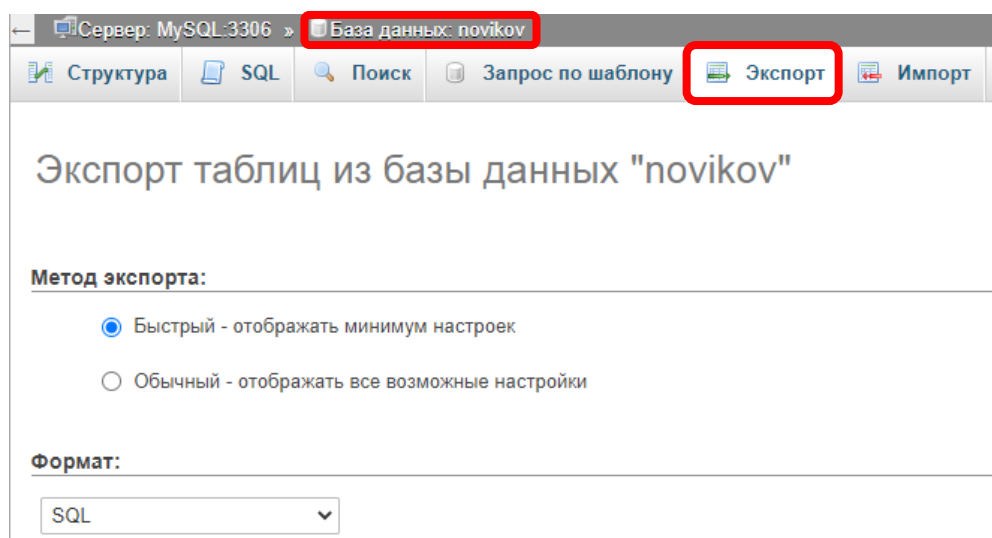 ← Сервер: MySQL:3306 » База данных: novikov
Структура SQL Поиск Запрос по шаблону Экспорт Импорт
Экспорт таблиц из базы данных "novikov"
Метод экспорта:
Быстрый - отображать минимум настроек
Обычный - отображать все возможные настройки
Формат:
SQL